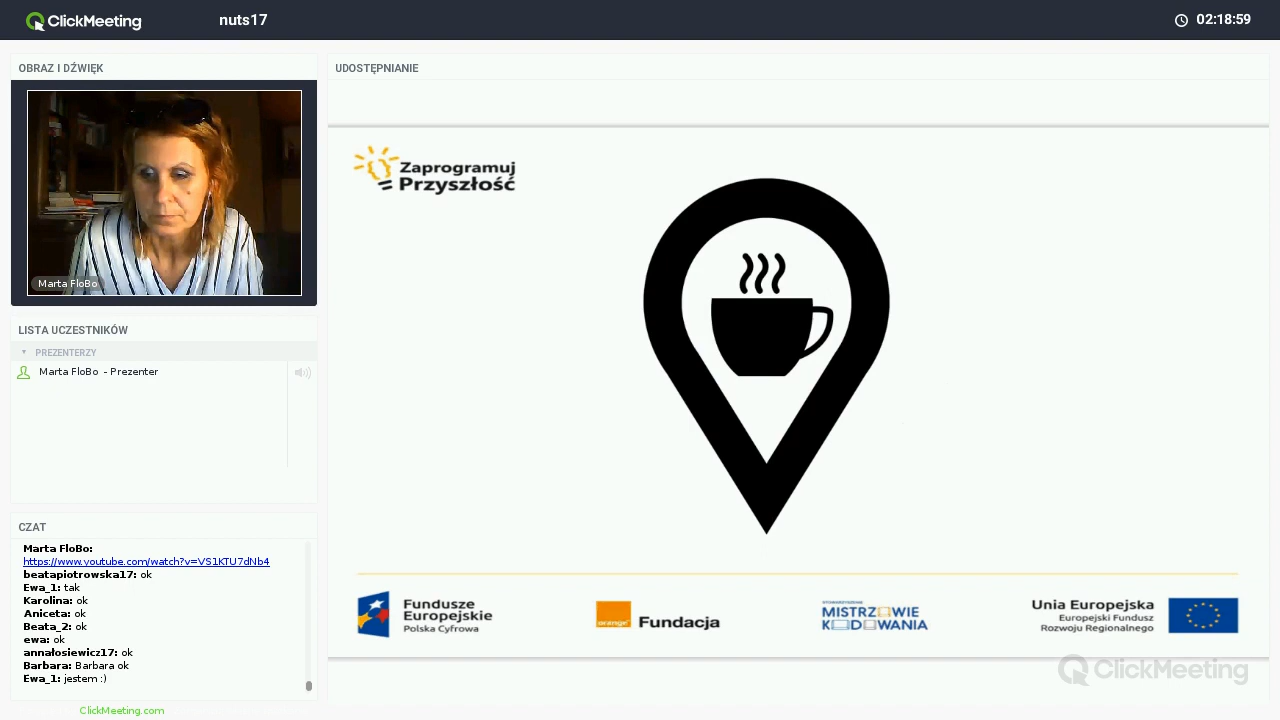 ClickMeeting
nuts17
02:18:59
OBRAZ I DŹWIĘK
Marta FloBo
LISTA UCZESTNIKÓW
PREZENTERZY
Marta FloBo - Prezenter
CZAT
Marta FloBo:
https://www.youtube.com/watch?v=VS1KTU7dNb4
beatapiotrowska17: ok
Ewa_1: tak
Karolina: ok
Aniceta: ok
Beata_2: ok
ewa: ok
annałosiewicz17: ok
Barbara: Barbara ok
Ewa_1: jestem :)
ClickMeeting.com
UDOSTĘPNIANIE
Zaprogramuj
Przyszłość
Fundusze
Europejskie
Polska Cyfrowa
orange
Fundacja
STOWARZYSZENIE
MISTRZOWIE
KODOWANIA
Unia Europejska
Europejski Fundusz
Rozwoju Regionalnego
ClickMeeting